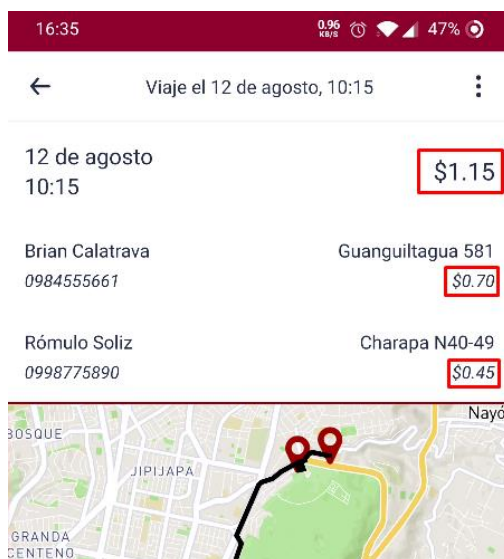 16:35 0.96 KB/S 47%
Viaje el 12 de agosto, 10:15
12 de agosto
10:15
$1.15
Brian Calatrava Guanguiltagua 581
0984555661 $0.70
Rómulo Soliz Charapa N40-49
0998775890 $0.45
Nayó
BOSQUE
JIPIJAPA
GRANDA
CENTENO